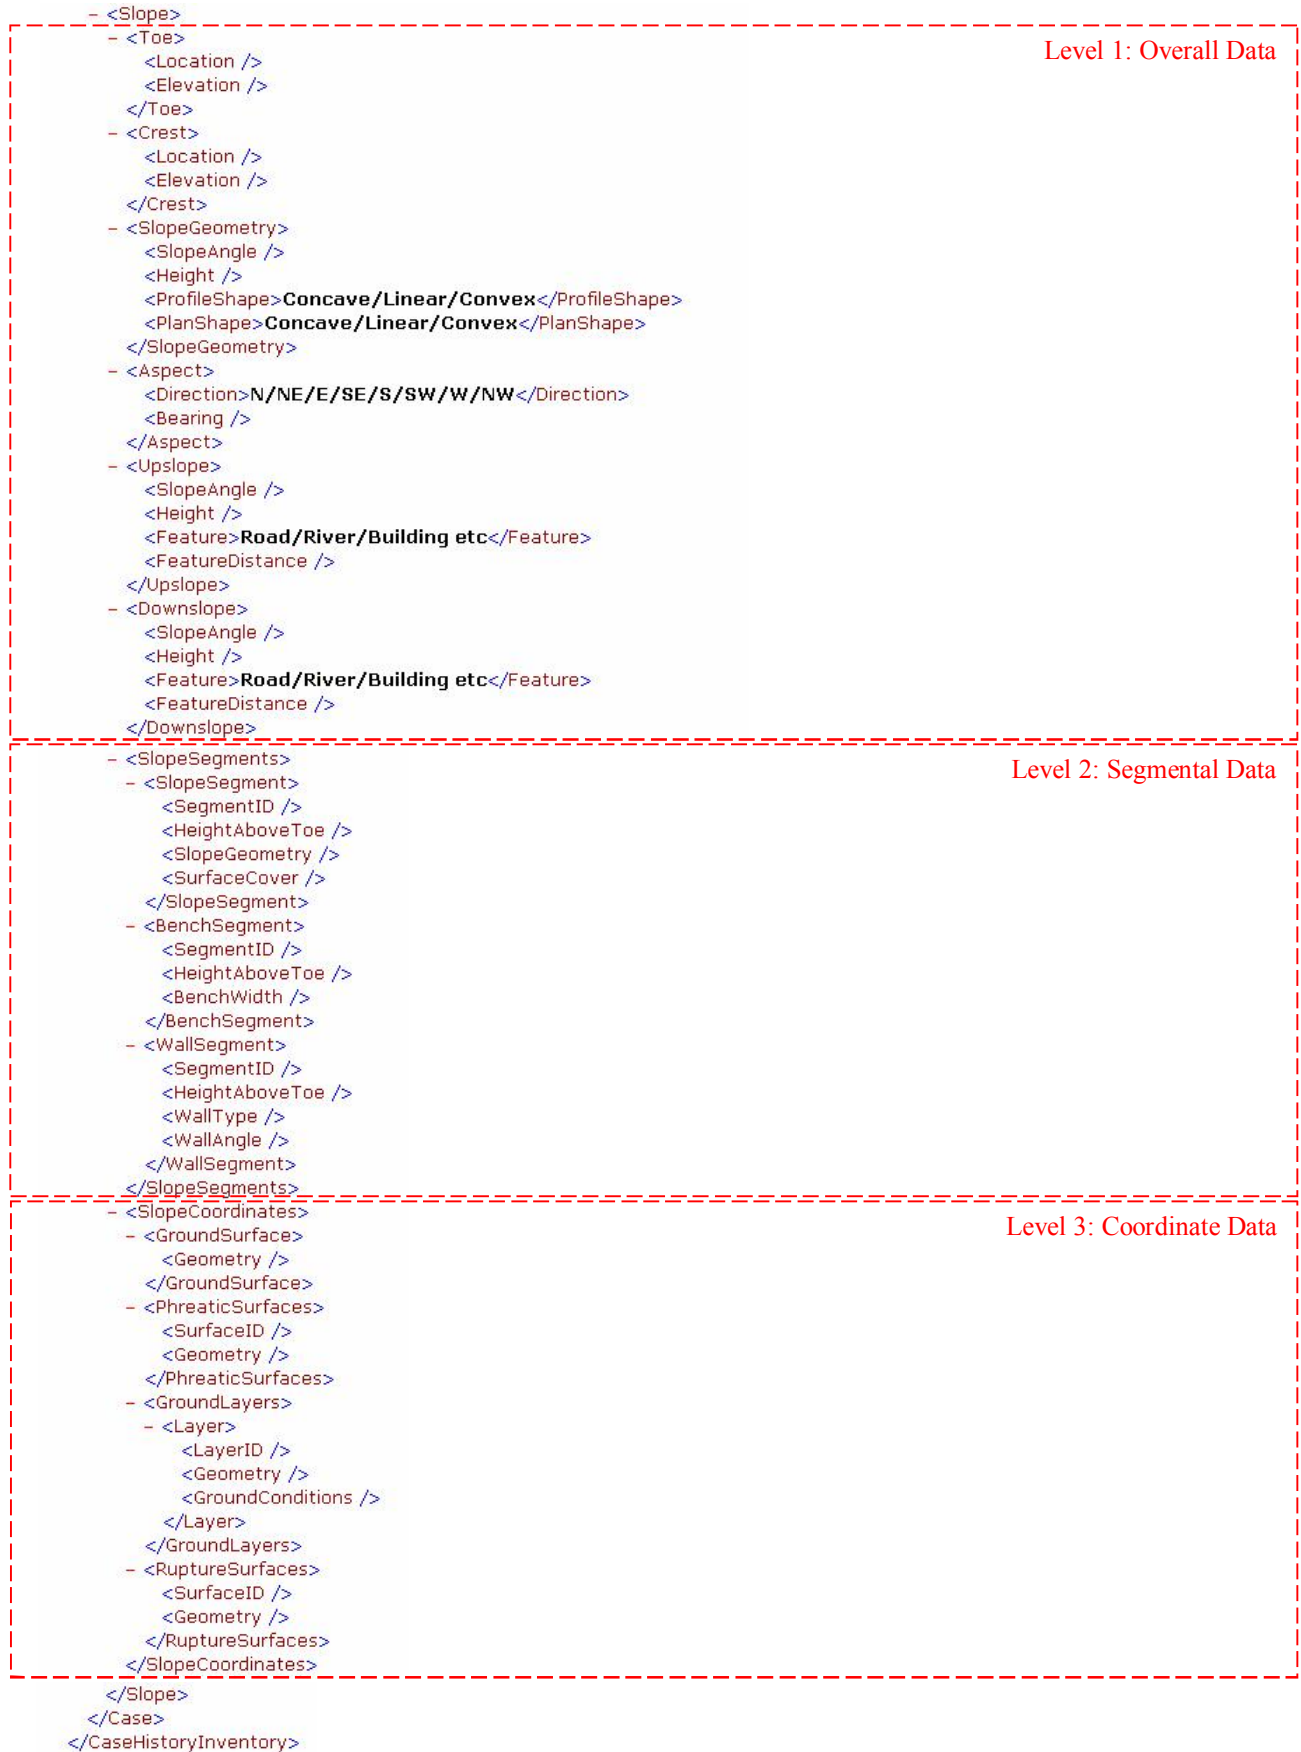 – <Slope>
– <Toe>
Level 1: Overall Data
<Location />
<Elevation />
</Toe>
– <Crest>
<Location />
<Elevation />
</Crest>
– <SlopeGeometry>
<SlopeAngle />
<Height />
<ProfileShape>Concave/Linear/Convex</ProfileShape>
<PlanShape>Concave/Linear/Convex</PlanShape>
</SlopeGeometry>
– <Aspect>
<Direction>N/NE/E/SE/S/SW/W/NW</Direction>
<Bearing />
</Aspect>
– <Upslope>
<SlopeAngle />
<Height />
<Feature>Road/River/Building etc</Feature>
<FeatureDistance />
</Upslope>
– <Downslope>
<SlopeAngle />
<Height />
<Feature>Road/River/Building etc</Feature>
<FeatureDistance />
</Downslope>
– <SlopeSegments>
Level 2: Segmental Data
– <SlopeSegment>
<SegmentID />
<HeightAboveToe />
<SlopeGeometry />
<SurfaceCover />
</SlopeSegment>
– <BenchSegment>
<SegmentID />
<HeightAboveToe />
<BenchWidth />
</BenchSegment>
– <WallSegment>
<SegmentID />
<HeightAboveToe />
<WallType />
<WallAngle />
</WallSegment>
</SlopeSegments>
– <SlopeCoordinates>
Level 3: Coordinate Data
– <GroundSurface>
<Geometry />
</GroundSurface>
– <PhreaticSurfaces>
<SurfaceID />
<Geometry />
</PhreaticSurfaces>
– <GroundLayers>
– <Layer>
<LayerID />
<Geometry />
<GroundConditions />
</Layer>
</GroundLayers>
– <RuptureSurfaces>
<SurfaceID />
<Geometry />
</RuptureSurfaces>
</SlopeCoordinates>
</Slope>
</Case>
</CaseHistoryInventory>